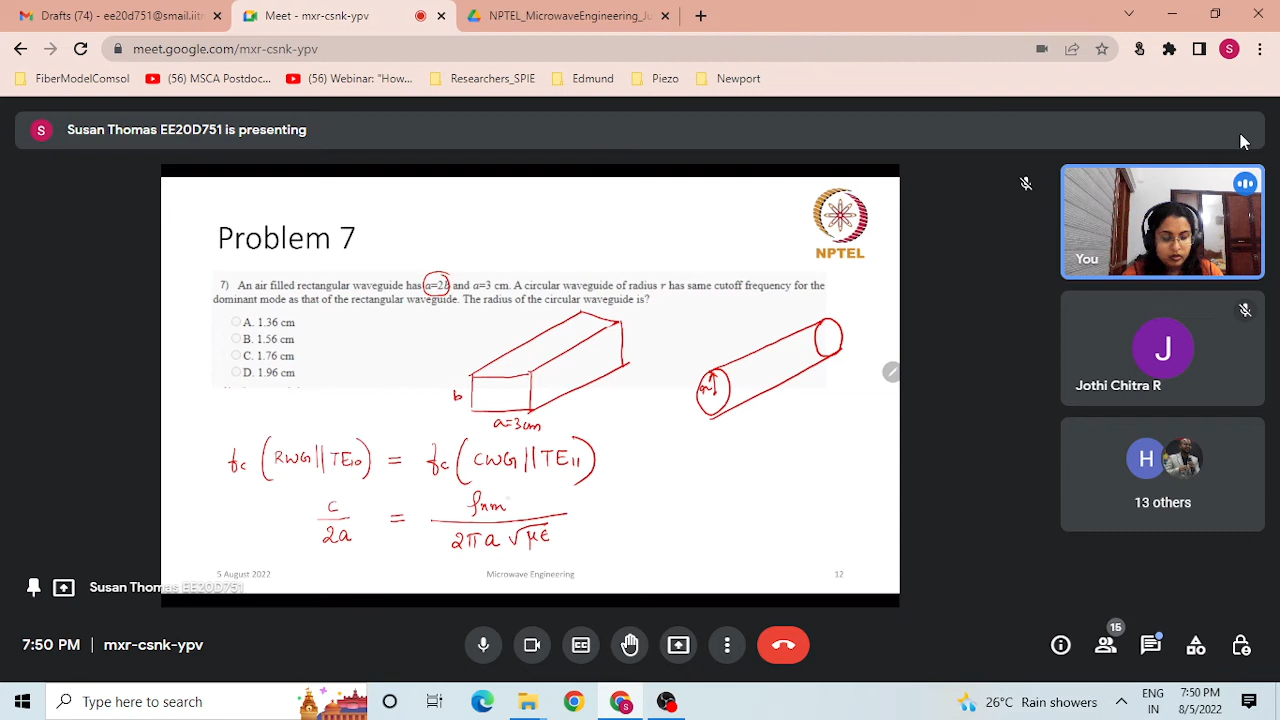 Drafts (74) - ee20d751@smail.iitm
Meet - mxr-csnk-ypv
NPTEL_MicrowaveEngineering_Ju
meet.google.com/mxr-csnk-ypv
FiberModelComsol
(56) MSCA Postdoc...
(56) Webinar: "How...
Researchers_SPIE
Edmund
Piezo
Newport
S
Susan Thomas EE20D751 is presenting
Problem 7
NPTEL
7) An air filled rectangular waveguide has a=2b and a=3 cm. A circular waveguide of radius r has same cutoff frequency for the
dominant mode as that of the rectangular waveguide. The radius of the circular waveguide is?
A. 1.36 cm
B. 1.56 cm
C. 1.76 cm
D. 1.96 cm
b
a=3cm
fc (RWG||TE10) = fc (CWG||TE11)
c/2a = ρnm/2πa√με
5 August 2022
Microwave Engineering
12
Susan Thomas EE20D751
You
J
Jothi Chitra R
H
13 others
7:50 PM | mxr-csnk-ypv
15
Type here to search
26°C Rain showers
ENG
IN
7:50 PM
8/5/2022